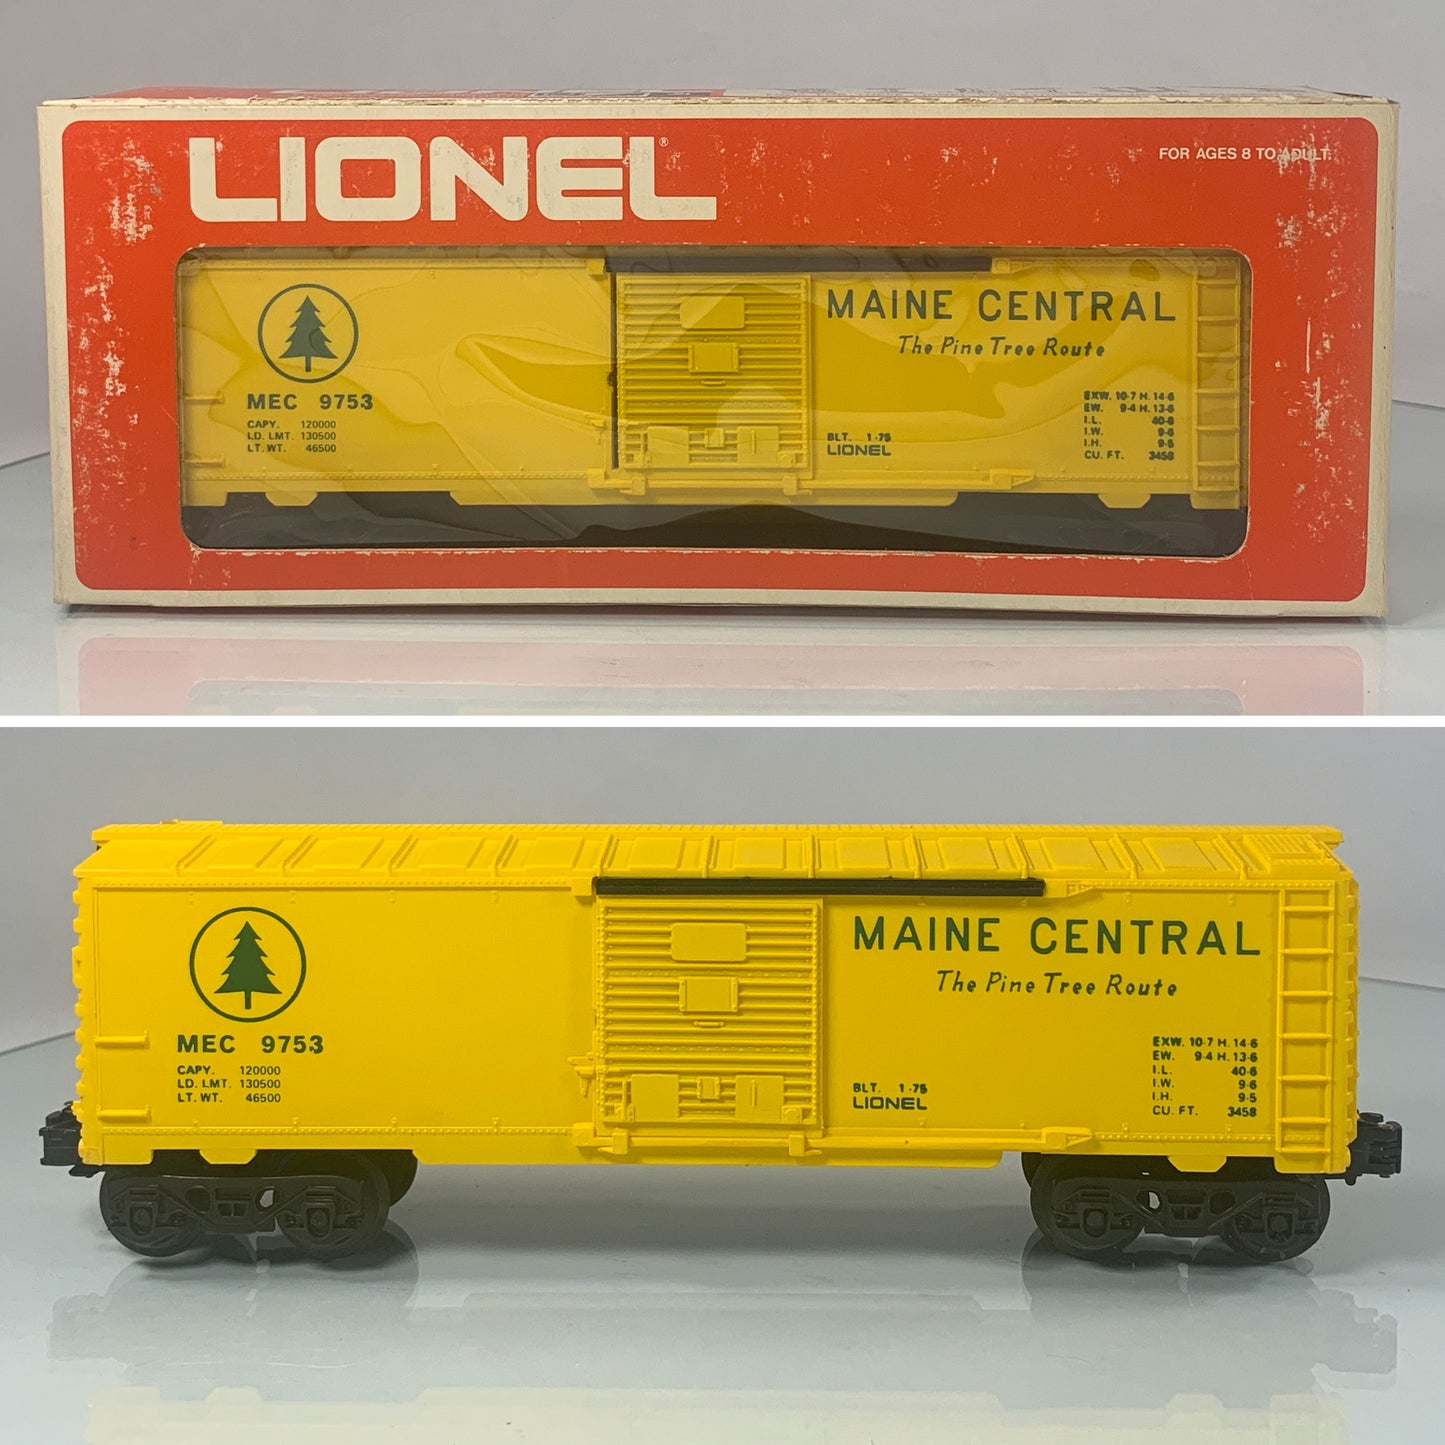 LIONEL®
FOR AGES 8 TO ADULT
MAINE CENTRAL
The Pine Tree Route
MEC 9753
CAPY. 120000
LD. LMT. 130500
LT. WT. 46500
BLT. 1-75
LIONEL
EXW. 10-7 H. 14-6
EW. 9-4 H. 13-6
I.L. 40-6
I.W. 9-6
I.H. 9-5
CU. FT. 3458
MAINE CENTRAL
The Pine Tree Route
MEC 9753
CAPY. 120000
LD. LMT. 130500
LT. WT. 46500
BLT. 1-75
LIONEL
EXW. 10-7 H. 14-6
EW. 9-4 H. 13-6
I.L. 40-6
I.W. 9-6
I.H. 9-5
CU. FT. 3458